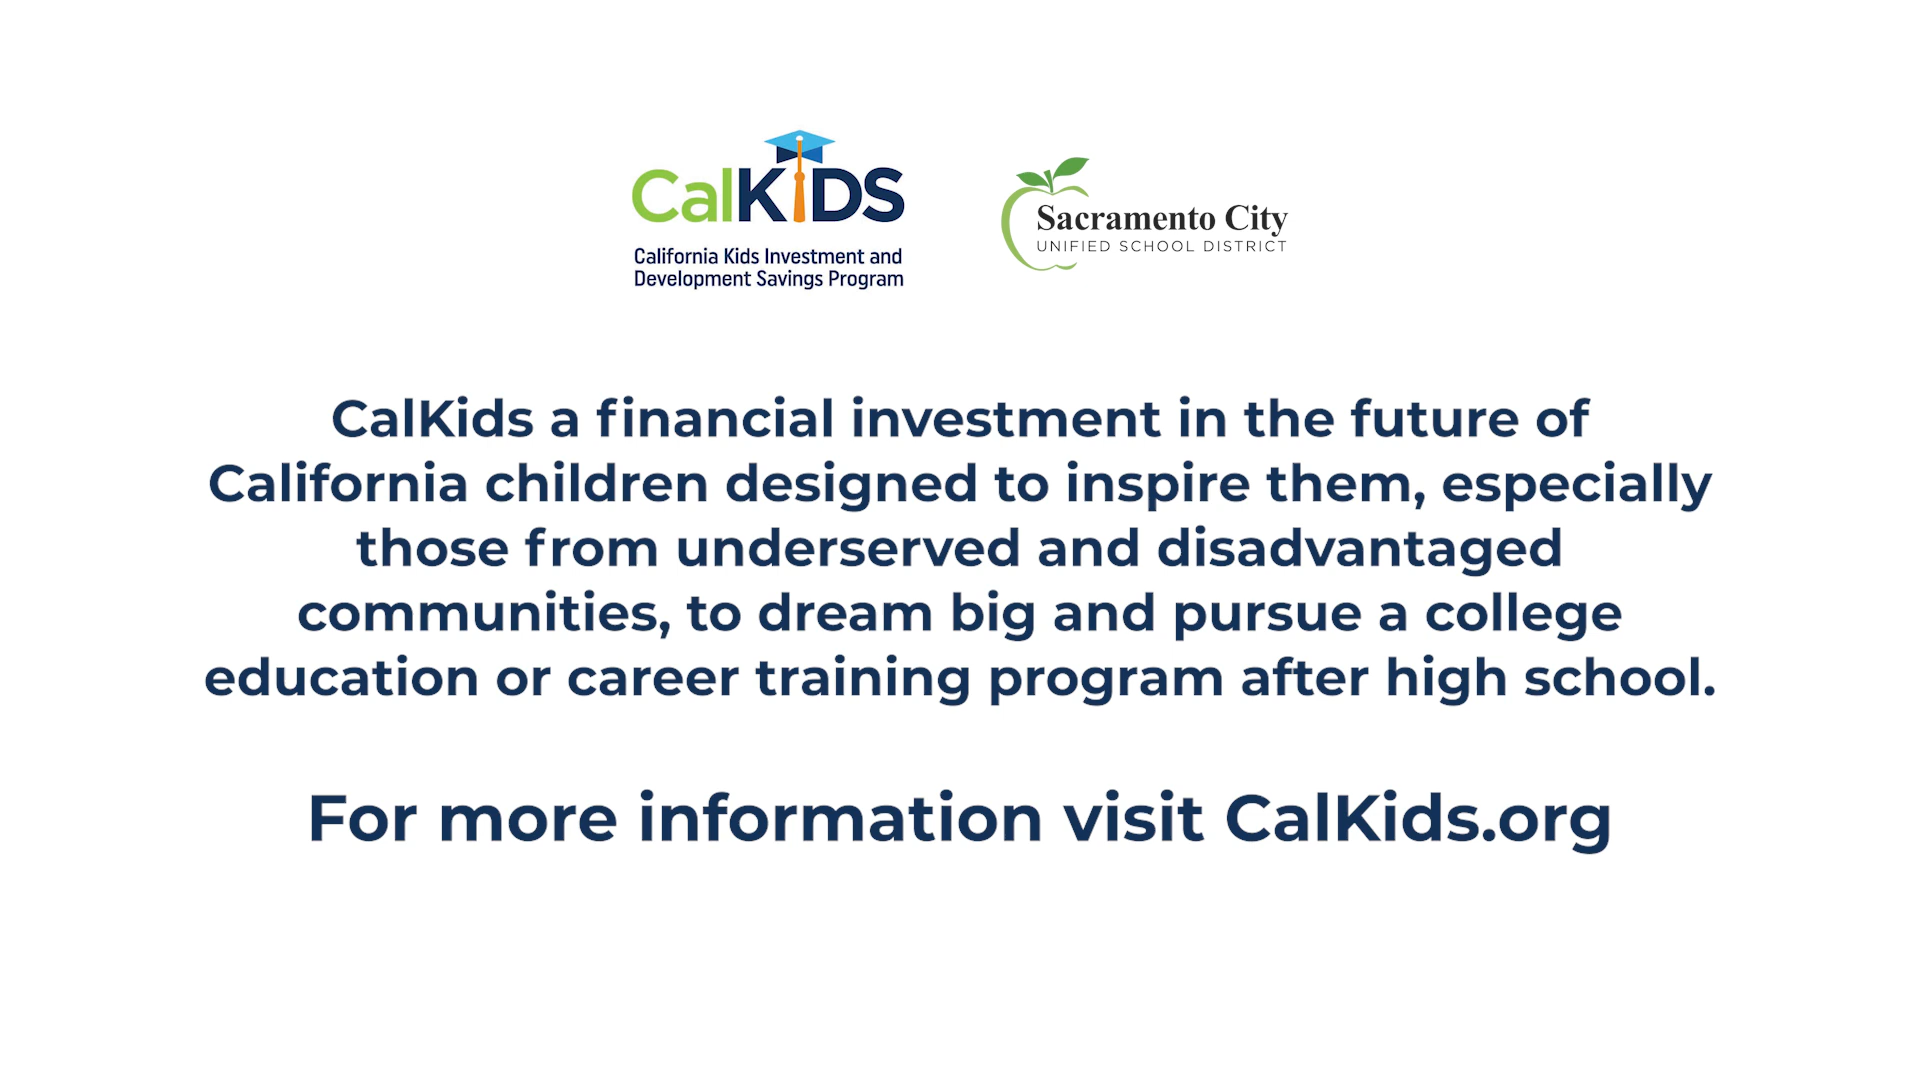 CalKIDS
California Kids Investment and
Development Savings Program
Sacramento City
UNIFIED SCHOOL DISTRICT
CalKids a financial investment in the future of
California children designed to inspire them, especially
those from underserved and disadvantaged
communities, to dream big and pursue a college
education or career training program after high school.
For more information visit CalKids.org